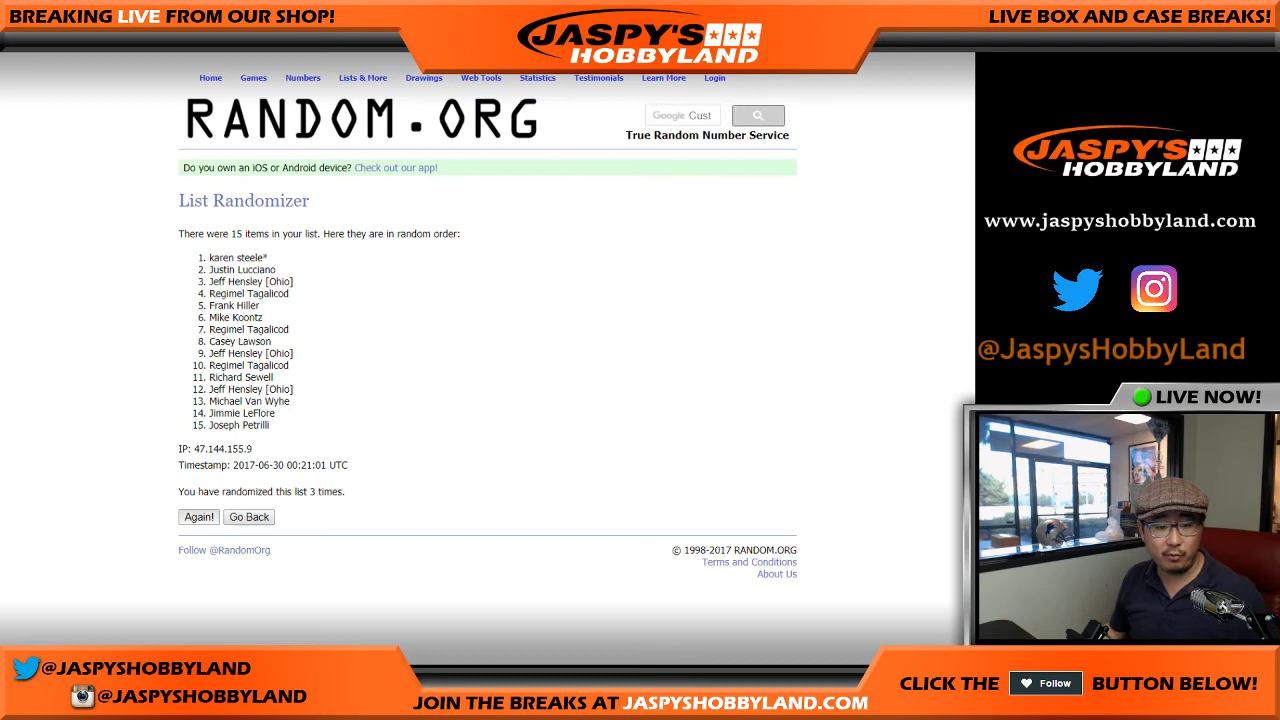 BREAKING LIVE FROM OUR SHOP!
JASPY'S
HOBBYLAND
LIVE BOX AND CASE BREAKS!
Home Games Numbers Lists & More Drawings Web Tools Statistics Testimonials Learn More Login
RANDOM.ORG
Google Cust
True Random Number Service
Do you own an iOS or Android device? Check out our app!
List Randomizer
There were 15 items in your list. Here they are in random order:
1. karen steele*
2. Justin Lucciano
3. Jeff Hensley [Ohio]
4. Regimel Tagalicod
5. Frank Hiller
6. Mike Koontz
7. Regimel Tagalicod
8. Casey Lawson
9. Jeff Hensley [Ohio]
10. Regimel Tagalicod
11. Richard Sewell
12. Jeff Hensley [Ohio]
13. Michael Van Wyhe
14. Jimmie LeFlore
15. Joseph Petrilli
IP: 47.144.155.9
Timestamp: 2017-06-30 00:21:01 UTC
You have randomized this list 3 times.
Again! Go Back
Follow @RandomOrg
© 1998-2017 RANDOM.ORG
Terms and Conditions
About Us
JASPY'S
HOBBYLAND
www.jaspyshobbyland.com
@JaspysHobbyLand
LIVE NOW!
@JASPYSHOBBYLAND
@JASPYSHOBBYLAND
JOIN THE BREAKS AT JASPYSHOBBYLAND.COM
CLICK THE Follow BUTTON BELOW!